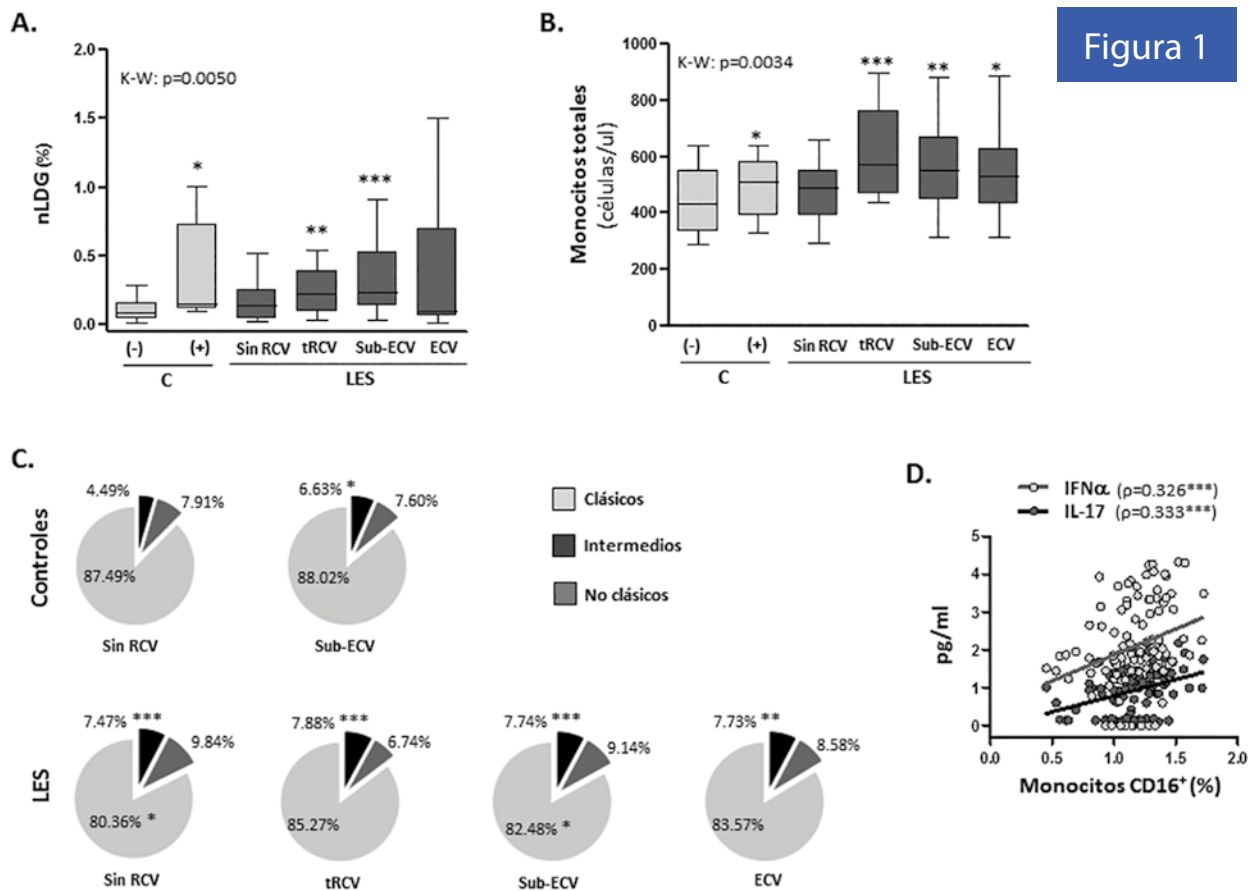 Figura 1
A.
K-W: p=0.0050
nLDG (%)
2.0
1.5
1.0
0.5
0.0
*
**
***
(-) (+) Sin RCV tRCV Sub-ECV ECV
C LES
B.
K-W: p=0.0034
Monocitos totales
{células/ul)
1000
800
600
400
200
0
*
***
**
*
(-) (+) Sin RCV tRCV Sub-ECV ECV
C LES
C.
Controles
4.49%
7.91%
87.49%
Sin RCV
6.63% *
7.60%
88.02%
Sub-ECV
Clásicos
Intermedios
No clásicos
LES
7.47% ***
9.84%
80.36% *
Sin RCV
7.88% ***
6.74%
85.27%
tRCV
7.74% ***
9.14%
82.48% *
Sub-ECV
7.73% **
8.58%
83.57%
ECV
D.
IFNα (ρ=0.326***)
IL-17 (ρ=0.333***)
pg/ml
5
4
3
2
1
0
0.0 0.5 1.0 1.5 2.0
Monocitos CD16⁺ (%)